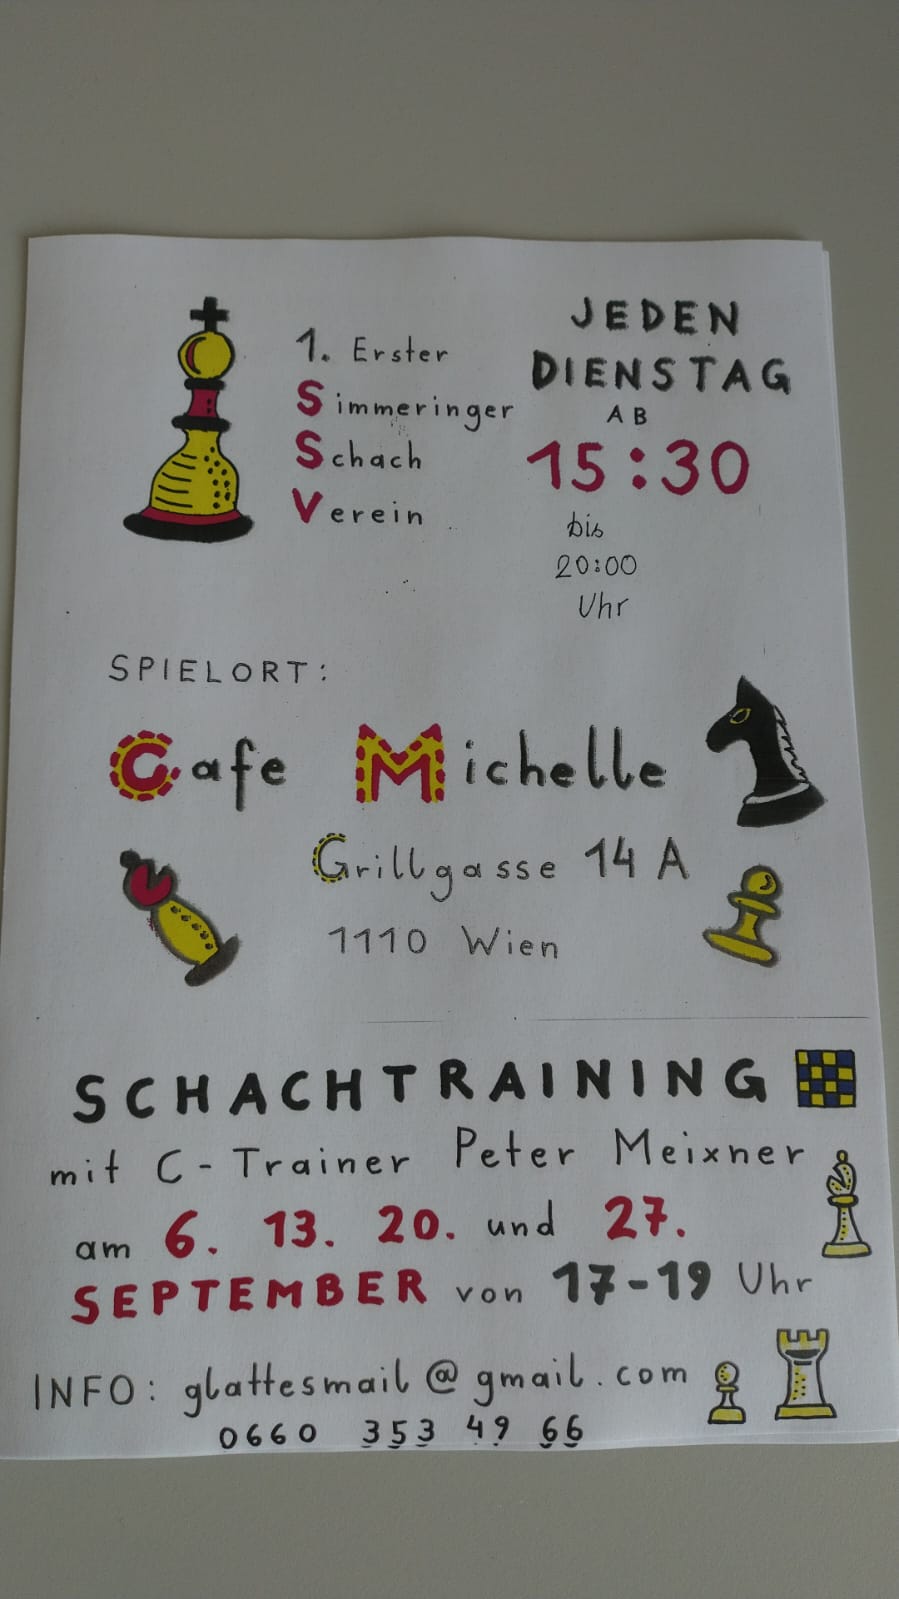 1. Erster
Simmeringer
Schach
Verein
JEDEN
DIENSTAG
AB
15:30
bis
20:00
Uhr
SPIELORT:
Cafe Michelle
Grillgasse 14 A
1110 Wien
SCHACHTRAINING
mit C-Trainer Peter Meixner
am 6. 13. 20. und 27.
SEPTEMBER von 17-19 Uhr
INFO: glattesmail@gmail.com
0660 353 49 66